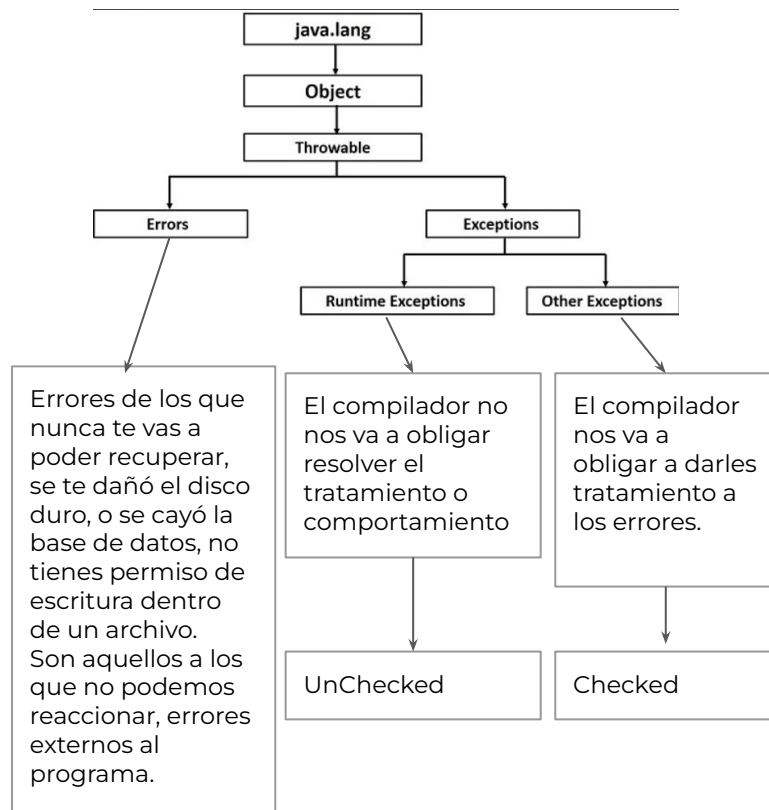 java.lang
Object
Throwable
Errors
Exceptions
Runtime Exceptions
Other Exceptions
Errores de los que
nunca te vas a
poder recuperar,
se te dañó el disco
duro, o se cayó la
base de datos, no
tienes permiso de
escritura dentro
de un archivo.
Son aquellos a los
que no podemos
reaccionar, errores
externos al
programa.
El compilador no
nos va a obligar
resolver el
tratamiento o
comportamiento
El compilador
nos va a
obligar a darles
tratamiento a
los errores.
UnChecked
Checked